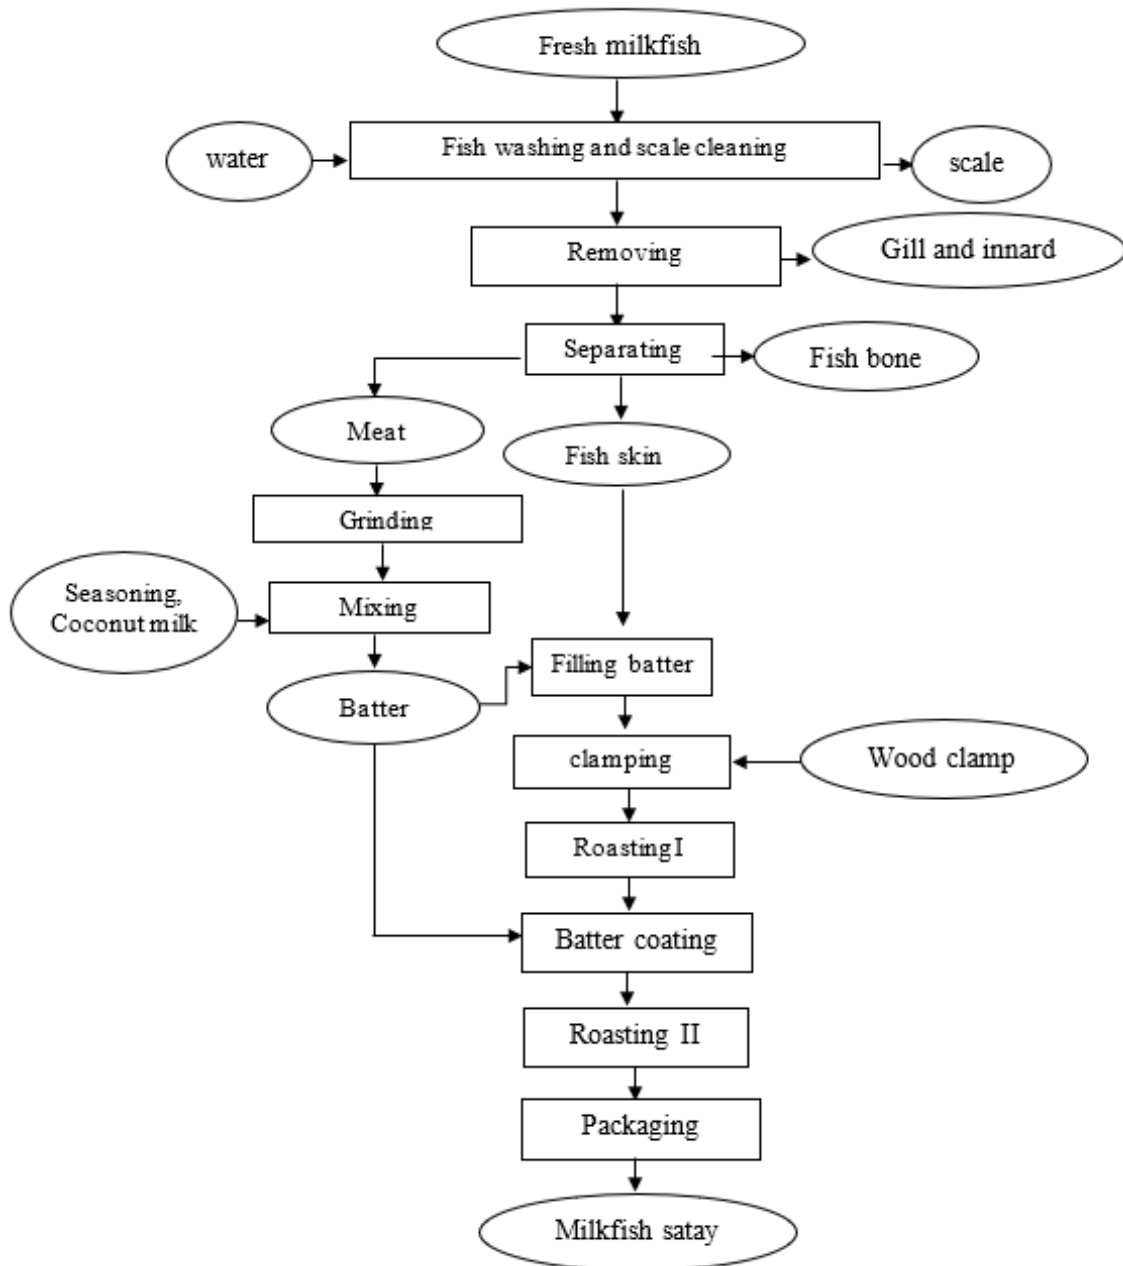 Fresh milkfish
water
Fish washing and scale cleaning
scale
Removing
Gill and innard
Separating
Fish bone
Meat
Fish skin
Grinding
Seasoning,
Coconut milk
Mixing
Filling batter
Batter
clamping
Wood clamp
Roasting I
Batter coating
Roasting II
Packaging
Milkfish satay